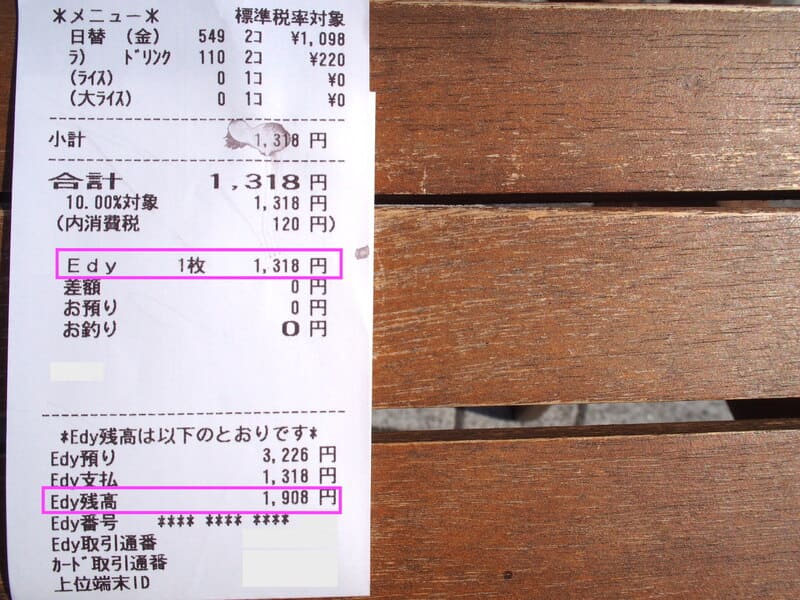 ＊メニュー＊ 標準税率対象
日替 (金) 549 2コ ¥1,098
ラ) ドリンク 110 2コ ¥220
(ライス) 0 1コ ¥0
(大ライス) 0 1コ ¥0
小計 1,318 円
合計 1,318 円
10.00%対象 1,318 円
(内消費税 120 円)
Edy 1枚 1,318 円
差額 0 円
お預り 0 円
お釣り 0 円
*Edy残高は以下のとおりです*
Edy預り 3,226 円
Edy支払 1,318 円
Edy残高 1,908 円
Edy番号 **** **** ****
Edy取引通番
カード取引通番
上位端末ID